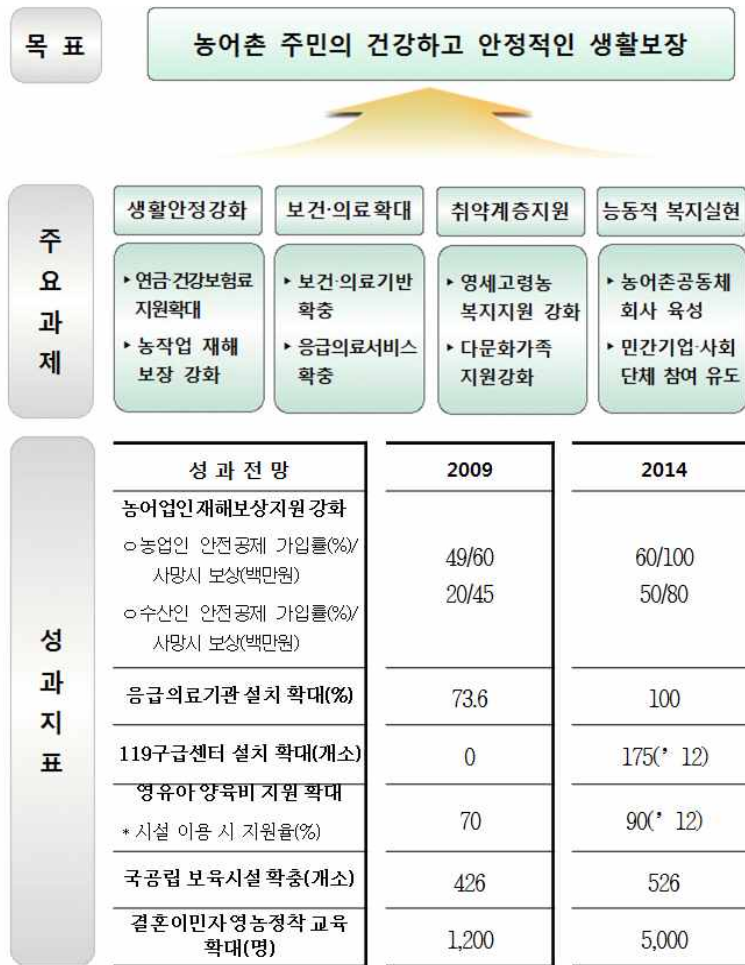 목 표
농어촌 주민의 건강하고 안정적인 생활보장
주요과제
생활안정강화
▸연금·건강보험료
지원확대
▸농작업 재해
보장 강화
보건·의료확대
▸보건·의료기반
확충
▸응급의료서비스
확충
취약계층지원
▸영세고령농
복지지원 강화
▸다문화가족
지원강화
능동적 복지실현
▸농어촌공동체
회사 육성
▸민간기업·사회
단체 참여 유도
성과지표
성 과 전 망 2009 2014
농어업인재해보상지원 강화
ㅇ농업인 안전공제 가입률(%)/
사망시 보상(백만원) 49/60 60/100
ㅇ수산인 안전공제 가입률(%)/
사망시 보상(백만원) 20/45 50/80
응급의료기관 설치 확대(%) 73.6 100
119구급센터 설치 확대(개소) 0 175(’12)
영유아 양육비 지원 확대
* 시설 이용 시 지원율(%) 70 90(’12)
국공립 보육시설 확충(개소) 426 526
결혼이민자 영농정착 교육
확대(명) 1,200 5,000